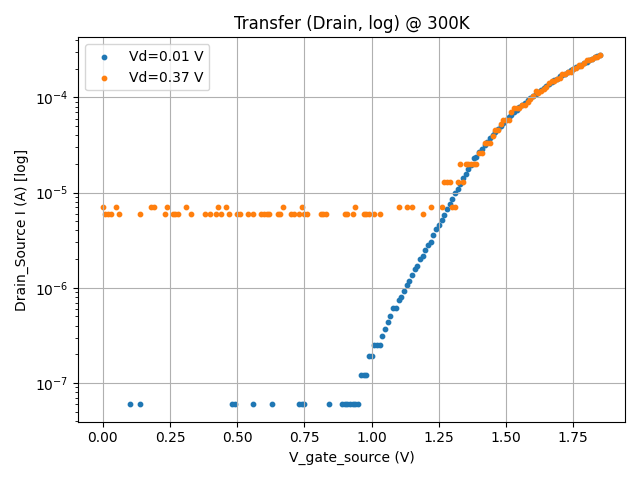 Transfer (Drain, log) @ 300K
Vd=0.01 V
Vd=0.37 V
Drain_Source I (A) [log]
10⁻⁴
10⁻⁵
10⁻⁶
10⁻⁷
0.00 0.25 0.50 0.75 1.00 1.25 1.50 1.75
V_gate_source (V)